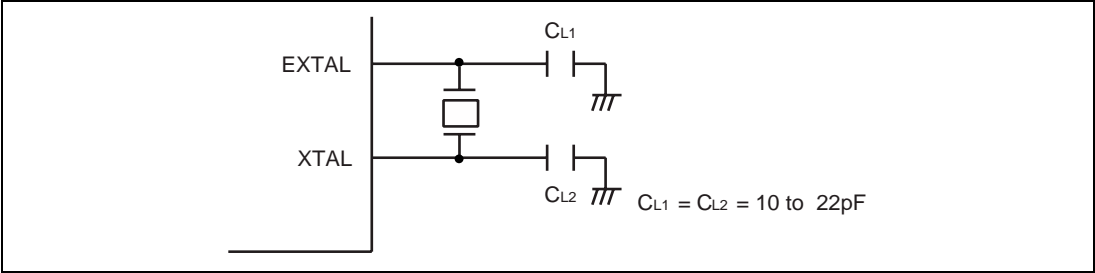 CL1
EXTAL
XTAL
CL2
CL1 = CL2 = 10 to 22pF